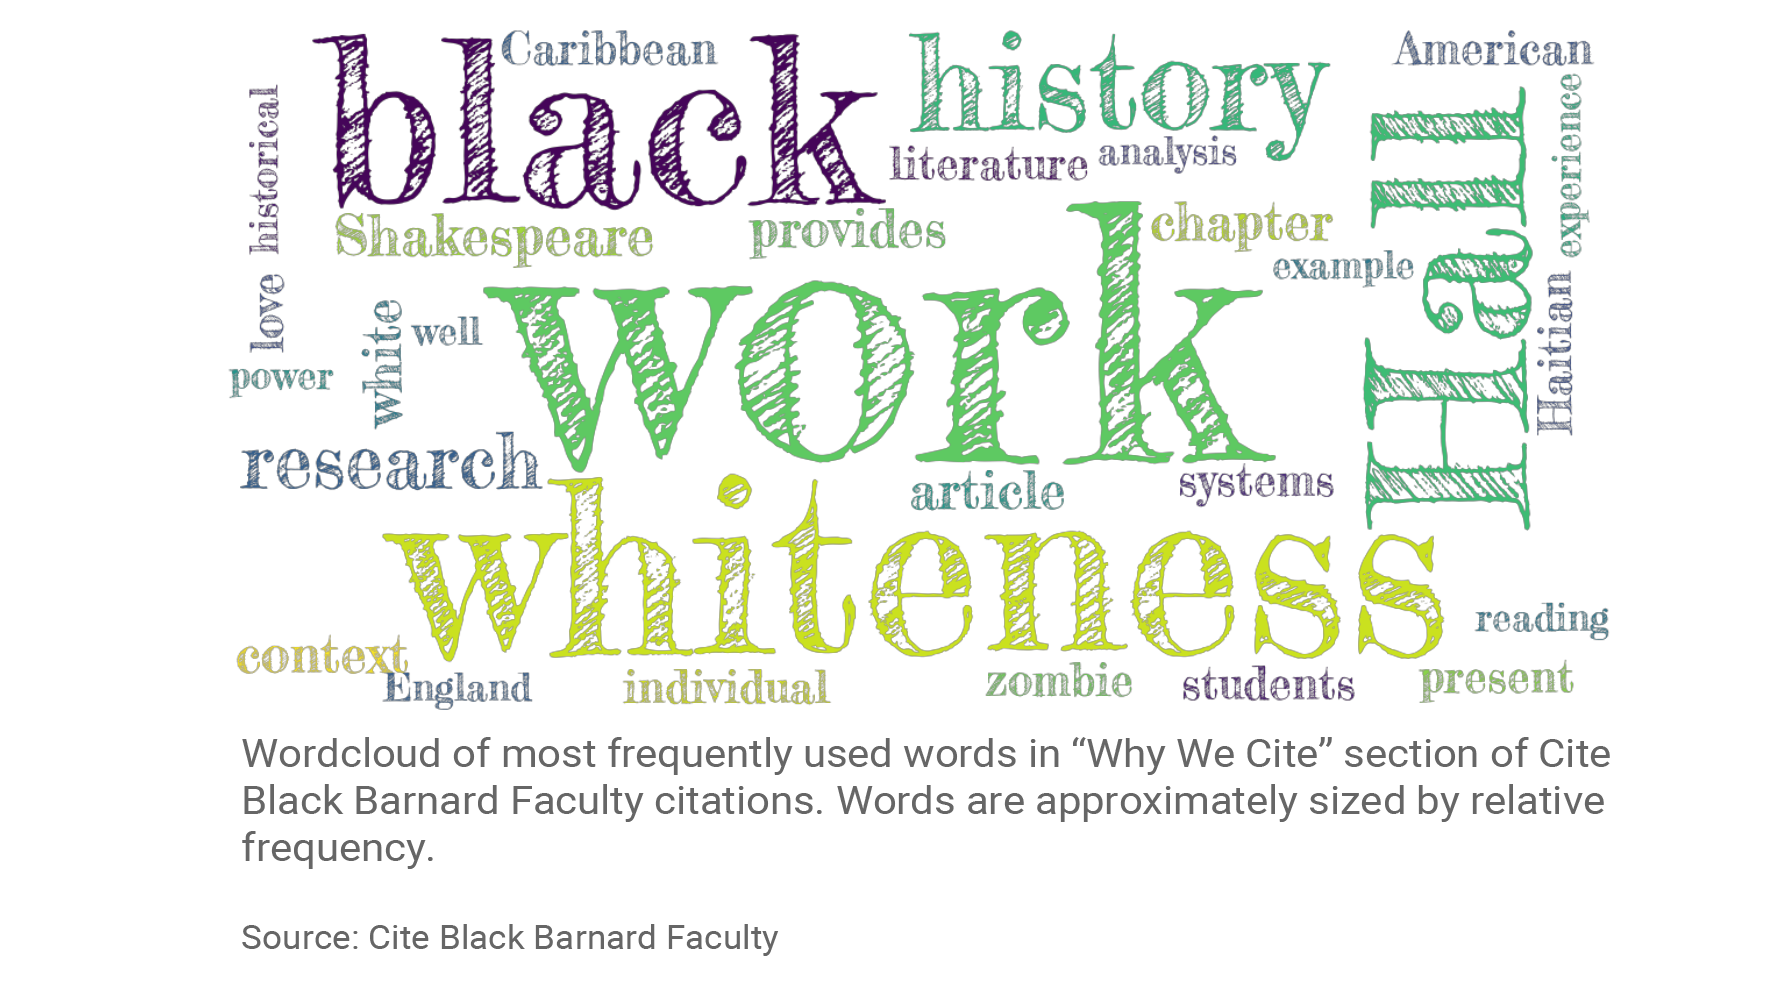 Caribbean
American
black
history
historical
literature
analysis
Hall
experience
Shakespeare
provides
chapter
example
love
white
well
work
Haitian
power
research
article
systems
whiteness
reading
context
England
individual
zombie
students
present
Wordcloud of most frequently used words in “Why We Cite” section of Cite
Black Barnard Faculty citations. Words are approximately sized by relative
frequency.
Source: Cite Black Barnard Faculty